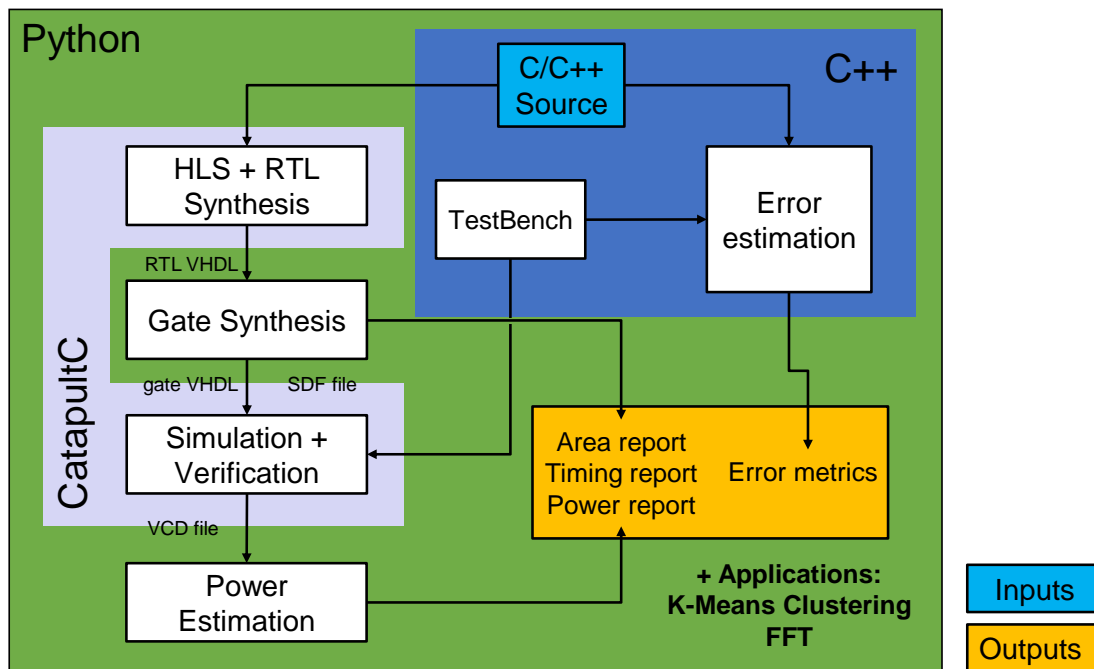 Python
C++
C/C++
Source
HLS + RTL
Synthesis
TestBench
Error
estimation
RTL VHDL
Gate Synthesis
CatapultC
gate VHDL
SDF file
Simulation +
Verification
Area report
Timing report
Power report
Error metrics
VCD file
Power
Estimation
+ Applications:
K-Means Clustering
FFT
Inputs
Outputs